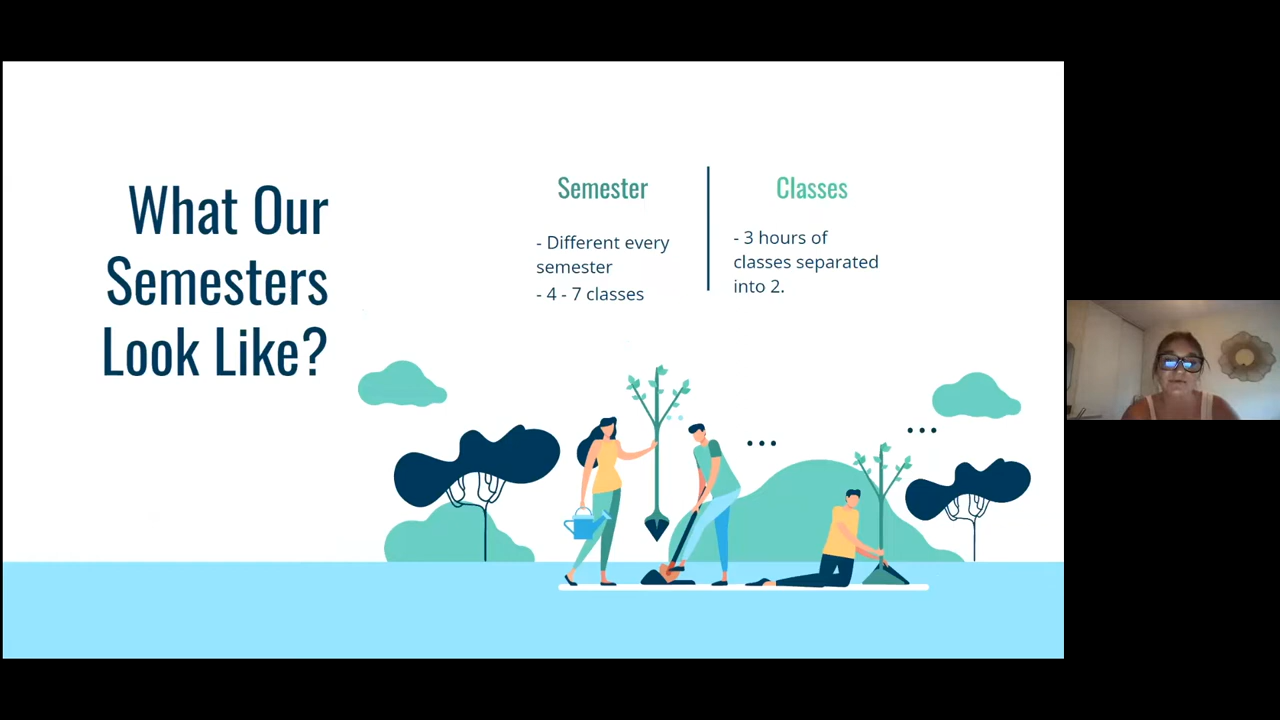 What Our
Semesters
Look Like?
Semester
- Different every
semester
- 4 - 7 classes
Classes
- 3 hours of
classes separated
into 2.